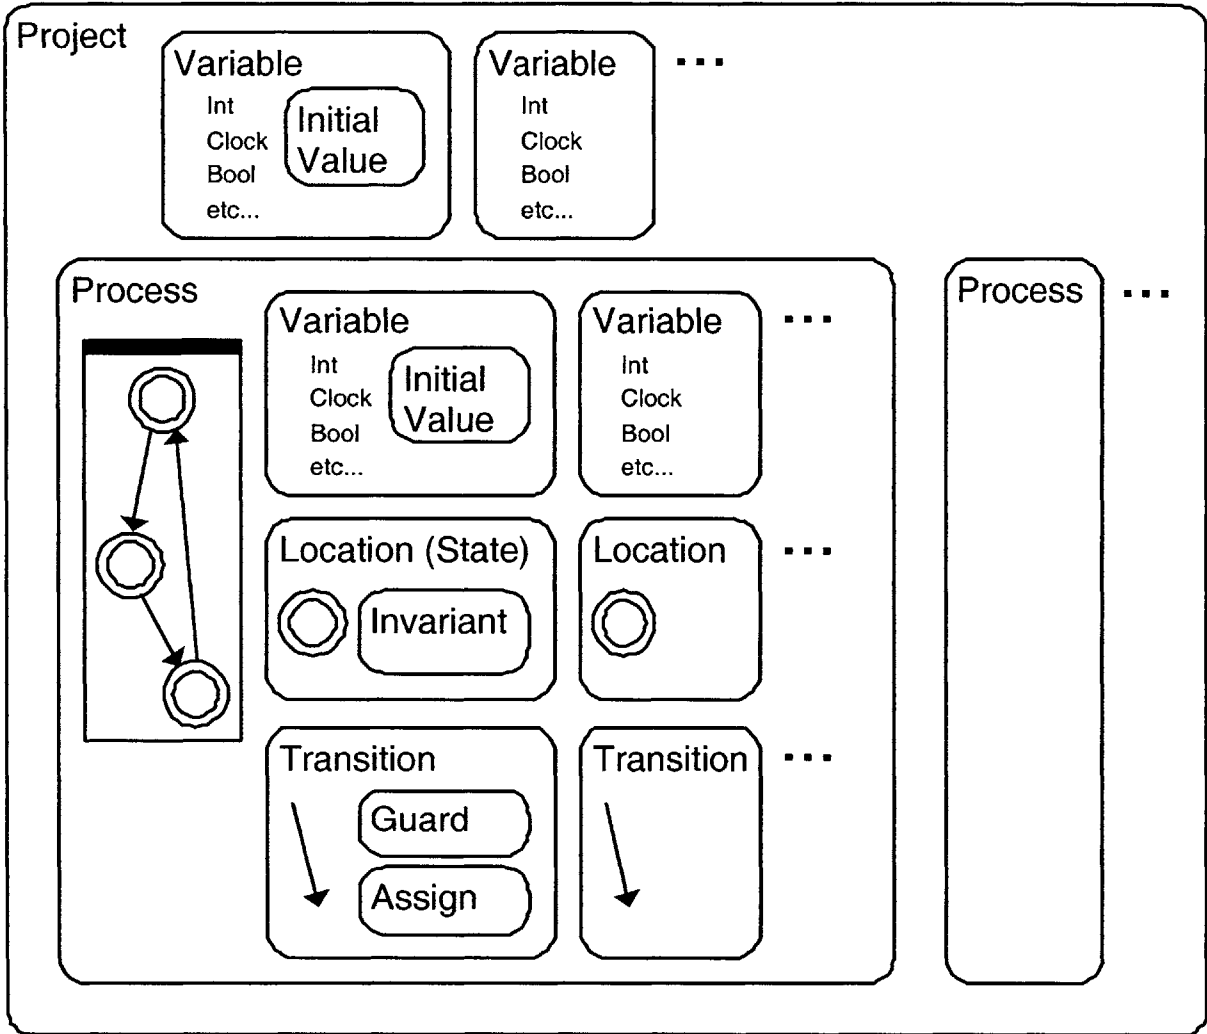 Project
Variable
Int
Clock
Bool
etc...
Initial
Value
Variable
Int
Clock
Bool
etc...
...
Process
Variable
Int
Clock
Bool
etc...
Initial
Value
Variable
Int
Clock
Bool
etc...
...
Location (State)
Invariant
Location
...
Transition
Guard
Assign
Transition
...
Process
...